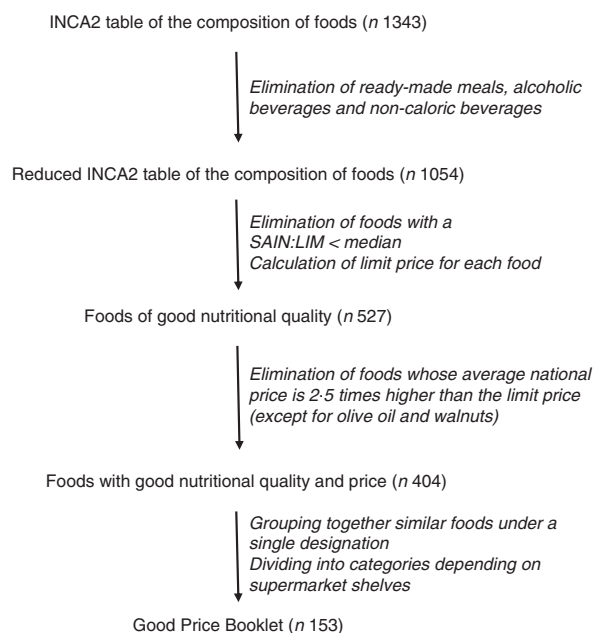 INCA2 table of the composition of foods (n 1343)
Elimination of ready-made meals, alcoholic
beverages and non-caloric beverages
Reduced INCA2 table of the composition of foods (n 1054)
Elimination of foods with a
SAIN:LIM < median
Calculation of limit price for each food
Foods of good nutritional quality (n 527)
Elimination of foods whose average national
price is 2·5 times higher than the limit price
(except for olive oil and walnuts)
Foods with good nutritional quality and price (n 404)
Grouping together similar foods under a
single designation
Dividing into categories depending on
supermarket shelves
Good Price Booklet (n 153)